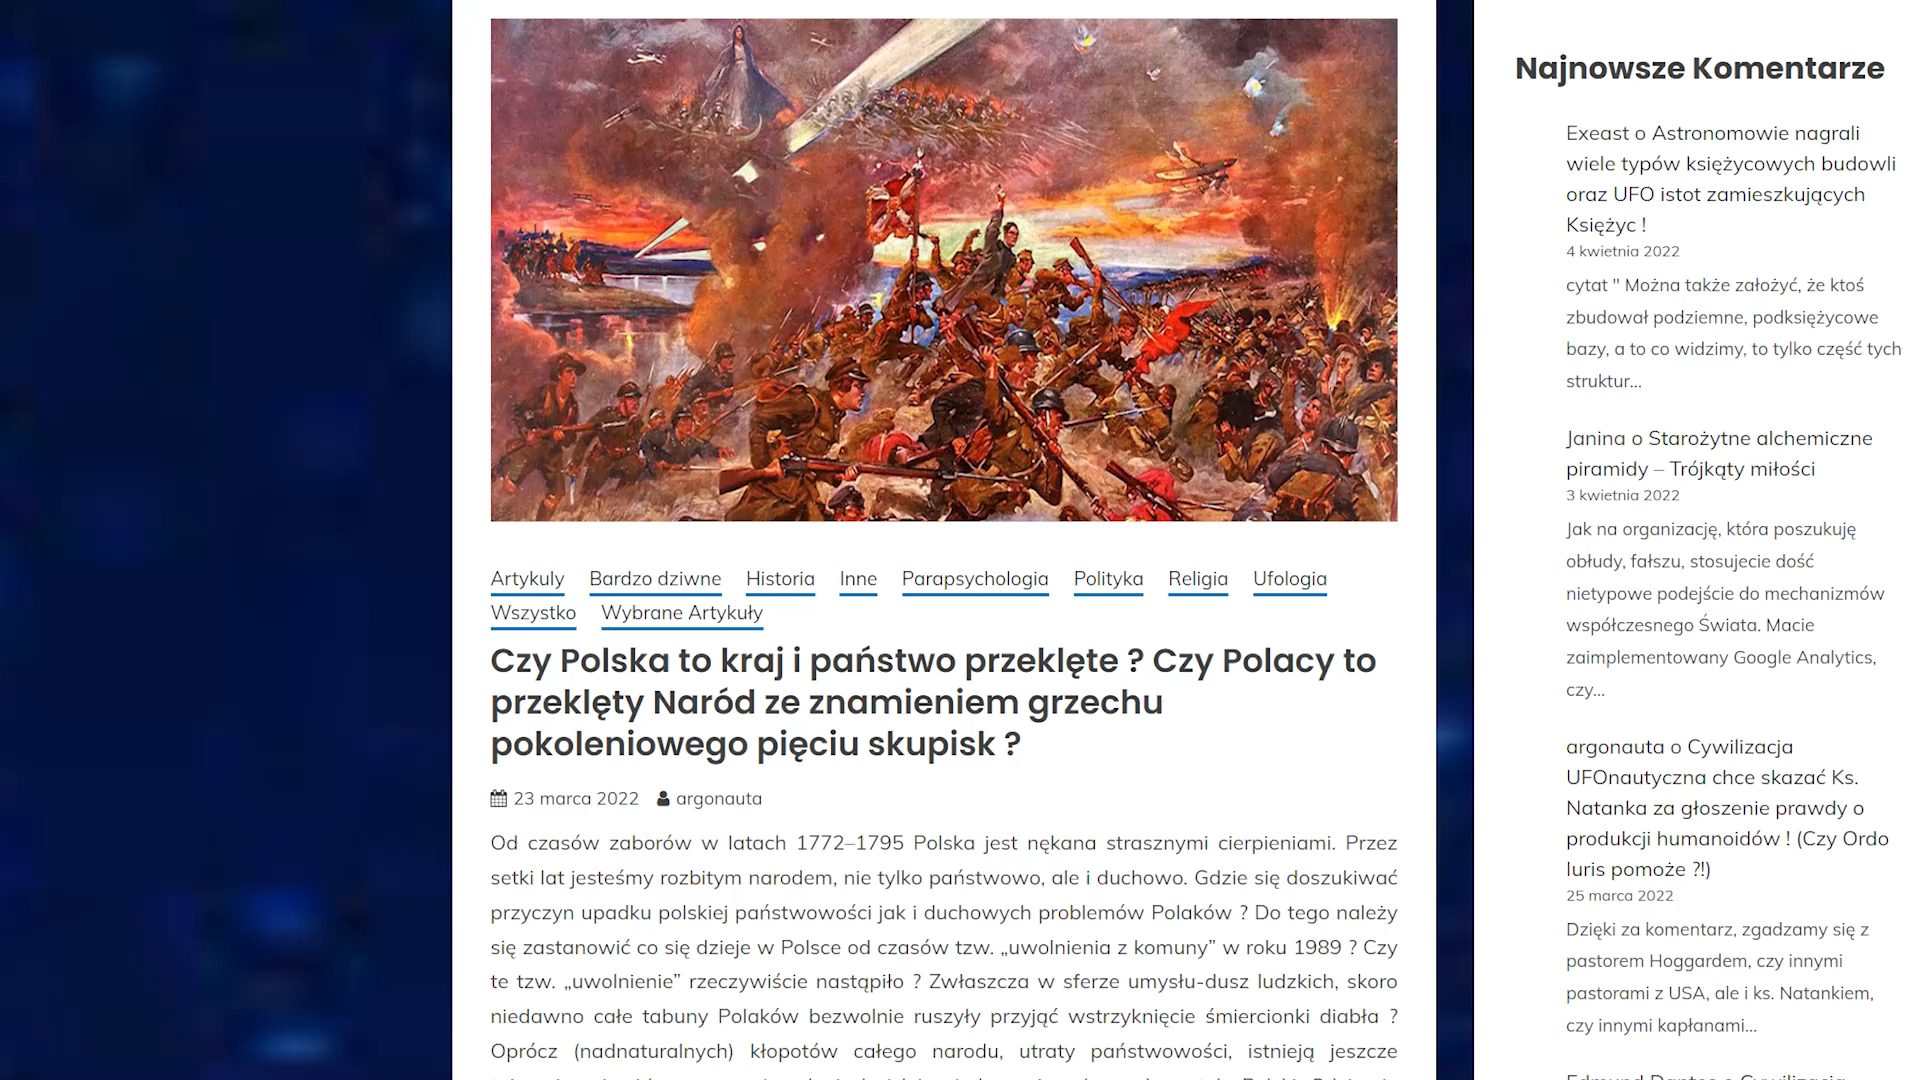 Artykuly Bardzo dziwne Historia Inne Parapsychologia Polityka Religia Ufologia
Wszystko Wybrane Artykuły
Czy Polska to kraj i państwo przeklęte ? Czy Polacy to
przeklęty Naród ze znamieniem grzechu
pokoleniowego pięciu skupisk ?
23 marca 2022 argonauta
Od czasów zaborów w latach 1772–1795 Polska jest nękana strasznymi cierpieniami. Przez
setki lat jesteśmy rozbitym narodem, nie tylko państwowo, ale i duchowo. Gdzie się doszukiwać
przyczyn upadku polskiej państwowości jak i duchowych problemów Polaków ? Do tego należy
się zastanowić co się dzieje w Polsce od czasów tzw. „uwolnienia z komuny” w roku 1989 ? Czy
te tzw. „uwolnienie” rzeczywiście nastąpiło ? Zwłaszcza w sferze umysłu-dusz ludzkich, skoro
niedawno całe tabuny Polaków bezwolnie ruszyły przyjąć wstrzyknięcie śmiercionki diabła ?
Oprócz (nadnaturalnych) kłopotów całego narodu, utraty państwowości, istnieją jeszcze
Najnowsze Komentarze
Exeast o Astronomowie nagrali
wiele typów księżycowych budowli
oraz UFO istot zamieszkujących
Księżyc !
4 kwietnia 2022
cytat " Można także założyć, że ktoś
zbudował podziemne, podksiężycowe
bazy, a to co widzimy, to tylko część tych
struktur...
Janina o Starożytne alchemiczne
piramidy – Trójkąty miłości
3 kwietnia 2022
Jak na organizację, która poszukuję
obłudy, fałszu, stosujecie dość
nietypowe podejście do mechanizmów
współczesnego Świata. Macie
zaimplementowany Google Analytics,
czy...
argonauta o Cywilizacja
UFOnautyczna chce skazać Ks.
Natanka za głoszenie prawdy o
produkcji humanoidów ! (Czy Ordo
Iuris pomoże ?!)
25 marca 2022
Dzięki za komentarz, zgadzamy się z
pastorem Hoggardem, czy innymi
pastorami z USA, ale i ks. Natankiem,
czy innymi kapłanami...